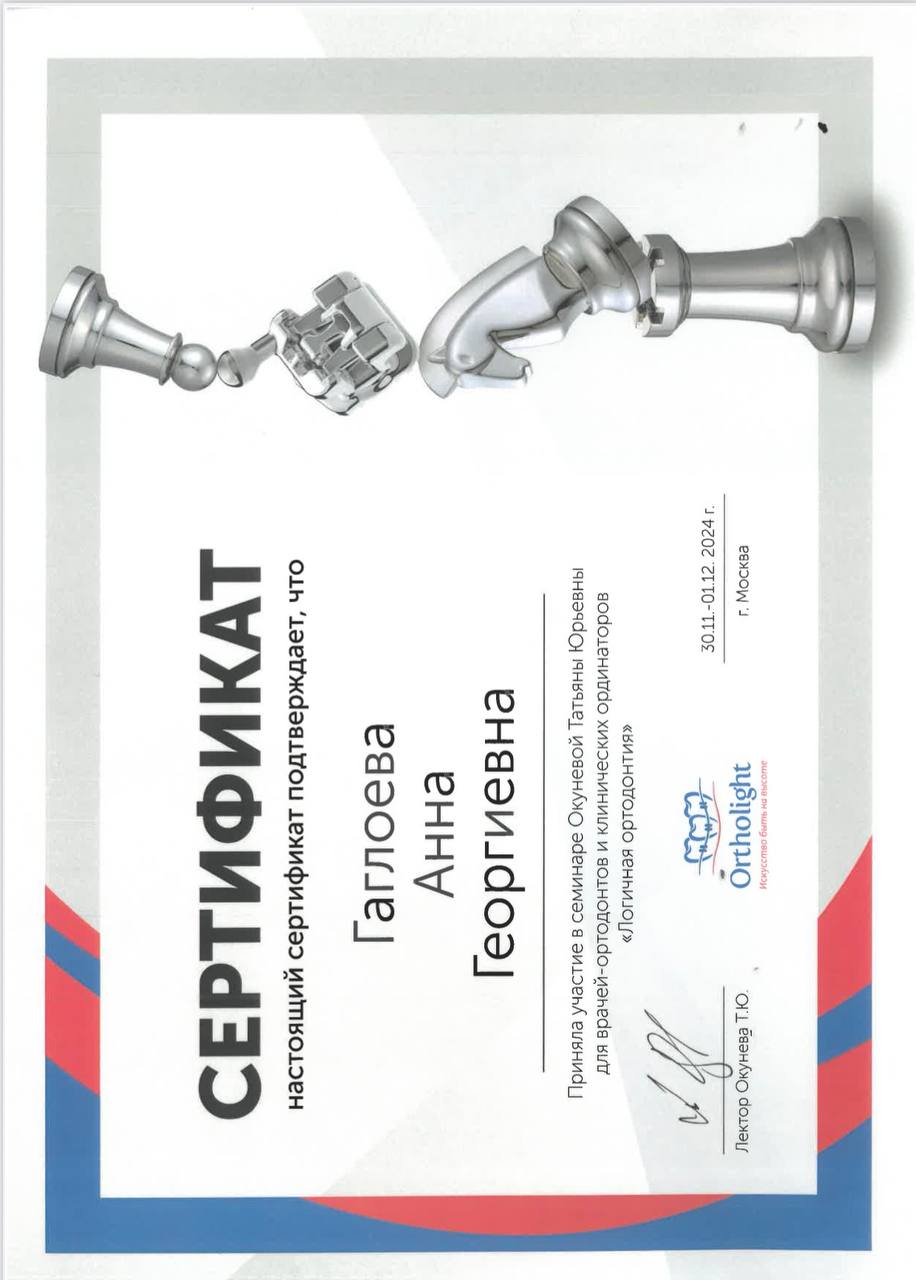 СЕРТИФИКАТ
настоящий сертификат подтверждает, что
Гаглоева
Анна
Георгиевна
Приняла участие в семинаре Окуневой Татьяны Юрьевны
для врачей-ортодонтов и клинических ординаторов
«Логичная ортодонтия»
Лектор Окунева Т.Ю.
Ortholight
Искусство быть на высоте
30.11.-01.12. 2024 г.
г. Москва